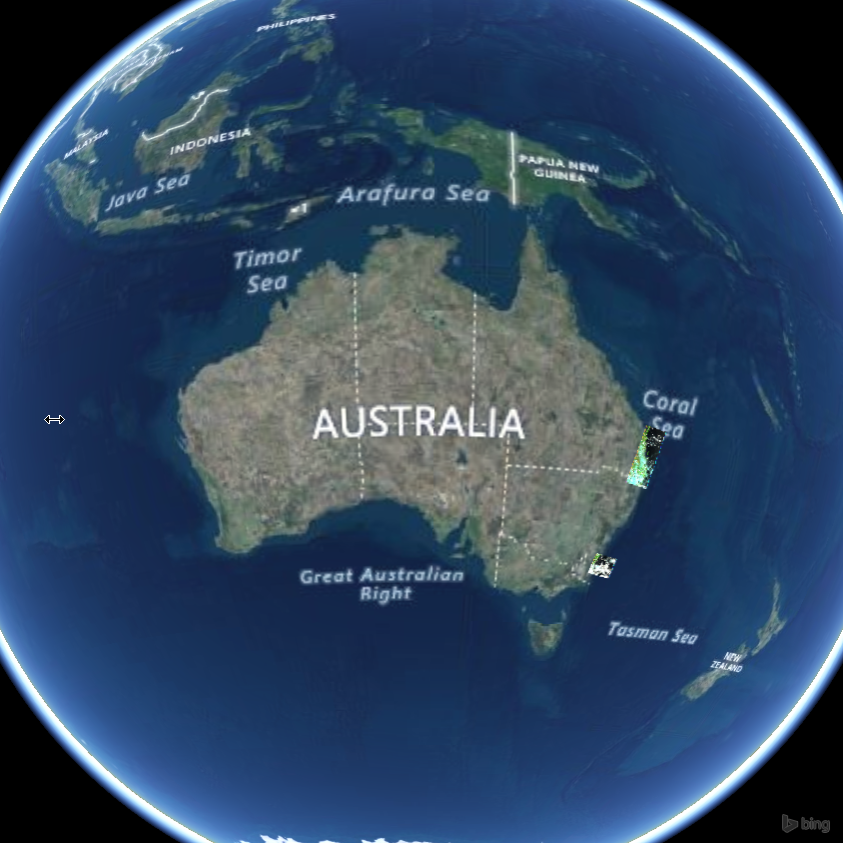 PHILIPPINES
MALAYSIA
INDONESIA
PAPUA NEW
GUINEA
Java Sea
Arafura Sea
Timor
Sea
Coral
Sea
AUSTRALIA
Great Australian
Bight
Tasman Sea
NEW
ZEALAND
bing